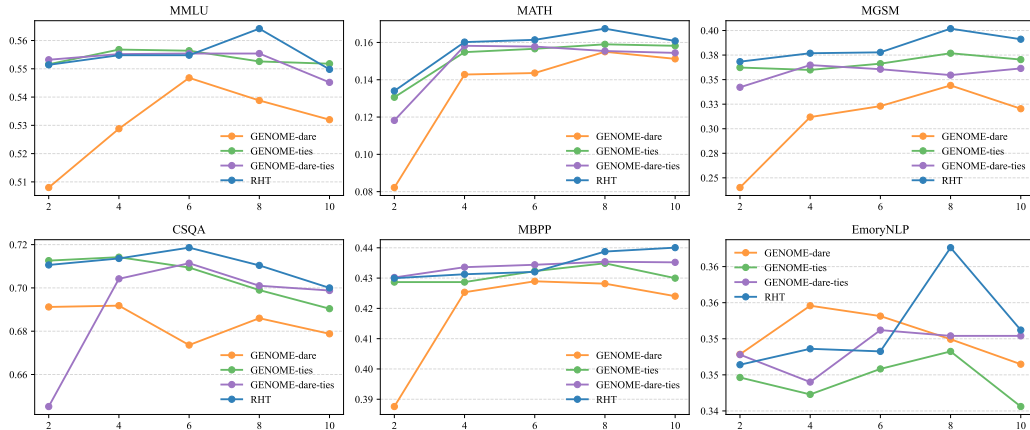 MMLU
0.56
0.55
0.54
0.53
0.52
0.51
2
4
6
8
10
GENOME-dare
GENOME-ties
GENOME-dare-ties
RHT
MATH
0.16
0.14
0.12
0.10
0.08
2
4
6
8
10
GENOME-dare
GENOME-ties
GENOME-dare-ties
RHT
MGSM
0.40
0.38
0.35
0.33
0.30
0.28
0.25
2
4
6
8
10
GENOME-dare
GENOME-ties
GENOME-dare-ties
RHT
CSQA
0.72
0.70
0.68
0.66
2
4
6
8
10
GENOME-dare
GENOME-ties
GENOME-dare-ties
RHT
MBPP
0.44
0.43
0.42
0.41
0.40
0.39
2
4
6
8
10
GENOME-dare
GENOME-ties
GENOME-dare-ties
RHT
EmoryNLP
0.36
0.36
0.35
0.35
0.34
2
4
6
8
10
GENOME-dare
GENOME-ties
GENOME-dare-ties
RHT